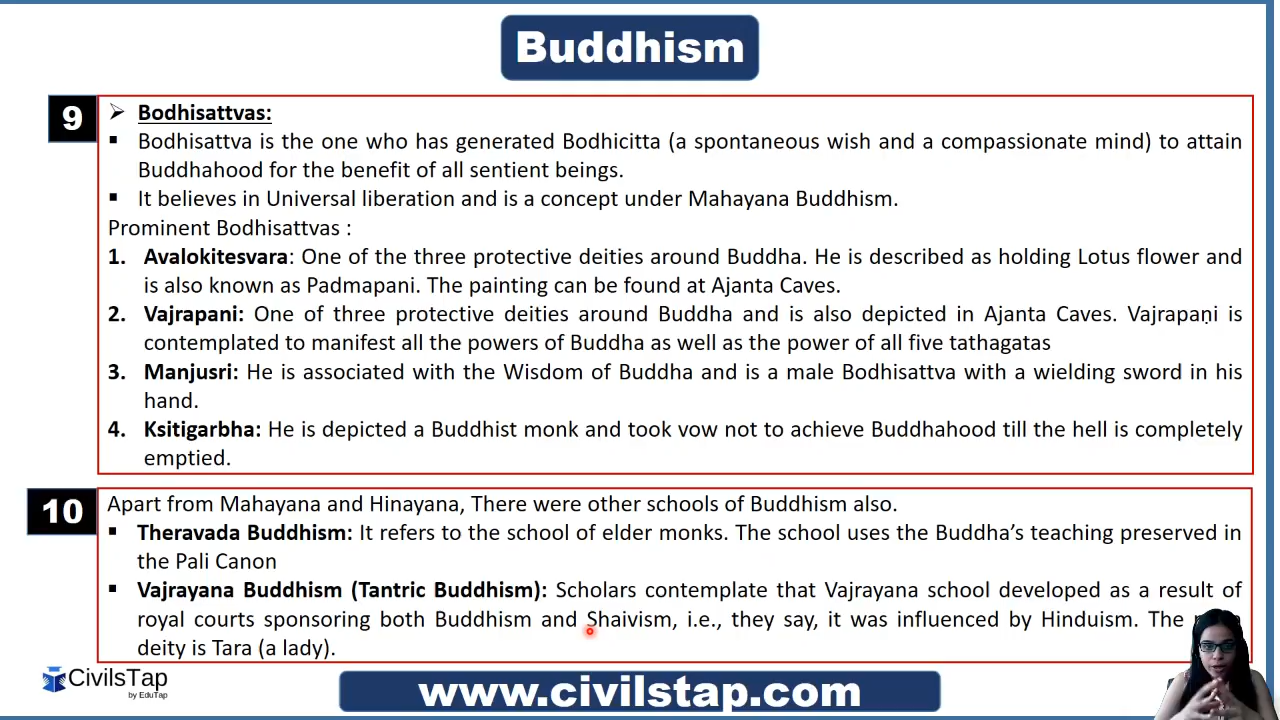 Buddhism
9
➢ Bodhisattvas:
▪ Bodhisattva is the one who has generated Bodhicitta (a spontaneous wish and a compassionate mind) to attain
Buddhahood for the benefit of all sentient beings.
▪ It believes in Universal liberation and is a concept under Mahayana Buddhism.
Prominent Bodhisattvas :
1. Avalokitesvara: One of the three protective deities around Buddha. He is described as holding Lotus flower and
is also known as Padmapani. The painting can be found at Ajanta Caves.
2. Vajrapani: One of three protective deities around Buddha and is also depicted in Ajanta Caves. Vajrapaṇi is
contemplated to manifest all the powers of Buddha as well as the power of all five tathagatas
3. Manjusri: He is associated with the Wisdom of Buddha and is a male Bodhisattva with a wielding sword in his
hand.
4. Ksitigarbha: He is depicted a Buddhist monk and took vow not to achieve Buddhahood till the hell is completely
emptied.
10
Apart from Mahayana and Hinayana, There were other schools of Buddhism also.
▪ Theravada Buddhism: It refers to the school of elder monks. The school uses the Buddha's teaching preserved in
the Pali Canon
▪ Vajrayana Buddhism (Tantric Buddhism): Scholars contemplate that Vajrayana school developed as a result of
royal courts sponsoring both Buddhism and Shaivism, i.e., they say, it was influenced by Hinduism. The
deity is Tara (a lady).
CivilsTap
by EduTap
www.civilstap.com